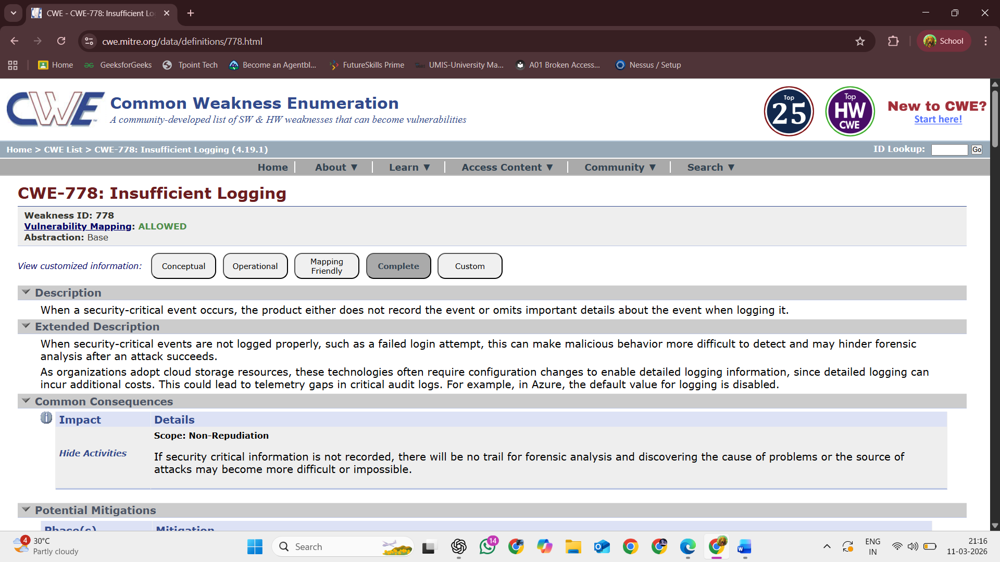 CWE - CWE-778: Insufficient Lo
cwe.mitre.org/data/definitions/778.html
School
Home
GeeksforGeeks
Tpoint Tech
Become an Agentbl...
FutureSkills Prime
UMIS-University Ma...
A01 Broken Access...
Nessus / Setup
CWE
Common Weakness Enumeration
A community-developed list of SW & HW weaknesses that can become vulnerabilities
Top
25
Top
HW
CWE
New to CWE?
Start here!
Home > CWE List > CWE-778: Insufficient Logging (4.19.1)
ID Lookup:
Go
Home
About ▼
Learn ▼
Access Content ▼
Community ▼
Search ▼
CWE-778: Insufficient Logging
Weakness ID: 778
Vulnerability Mapping: ALLOWED
Abstraction: Base
View customized information:
Conceptual
Operational
Mapping
Friendly
Complete
Custom
Description
When a security-critical event occurs, the product either does not record the event or omits important details about the event when logging it.
Extended Description
When security-critical events are not logged properly, such as a failed login attempt, this can make malicious behavior more difficult to detect and may hinder forensic
analysis after an attack succeeds.
As organizations adopt cloud storage resources, these technologies often require configuration changes to enable detailed logging information, since detailed logging can
incur additional costs. This could lead to telemetry gaps in critical audit logs. For example, in Azure, the default value for logging is disabled.
Common Consequences
Impact
Details
Scope: Non-Repudiation
Hide Activities
If security critical information is not recorded, there will be no trail for forensic analysis and discovering the cause of problems or the source of
attacks may become more difficult or impossible.
Potential Mitigations
Phase(s)
Mitigation
4
30°C
Partly cloudy
Search
14
ENG
IN
21:16
11-03-2026